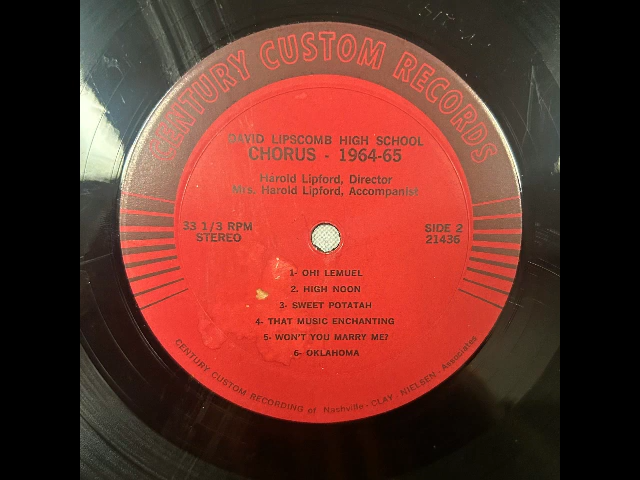 CENTURY CUSTOM RECORDS
DAVID LIPSCOMB HIGH SCHOOL
CHORUS - 1964-65
Harold Lipford, Director
Mrs. Harold Lipford, Accompanist
33 1/3 RPM
STEREO
SIDE 2
21436
1- OH! LEMUEL
2. HIGH NOON
3- SWEET POTATAH
4- THAT MUSIC ENCHANTING
5- WON'T YOU MARRY ME?
6- OKLAHOMA
CENTURY CUSTOM RECORDING of Nashville - CLAY - NIELSEN - Associates